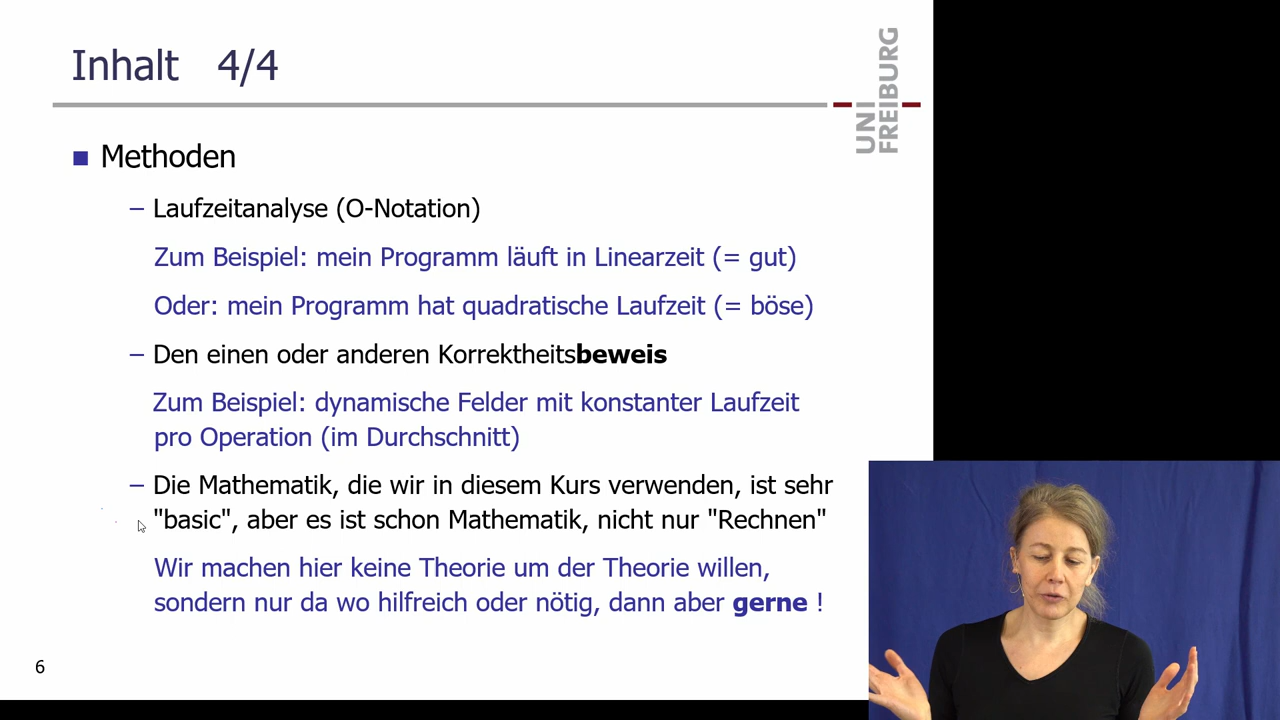 Inhalt 4/4
UNI
FREIBURG
Methoden
– Laufzeitanalyse (O-Notation)
Zum Beispiel: mein Programm läuft in Linearzeit (= gut)
Oder: mein Programm hat quadratische Laufzeit (= böse)
– Den einen oder anderen Korrektheitsbeweis
Zum Beispiel: dynamische Felder mit konstanter Laufzeit
pro Operation (im Durchschnitt)
– Die Mathematik, die wir in diesem Kurs verwenden, ist sehr
"basic", aber es ist schon Mathematik, nicht nur "Rechnen"
Wir machen hier keine Theorie um der Theorie willen,
sondern nur da wo hilfreich oder nötig, dann aber gerne !
6